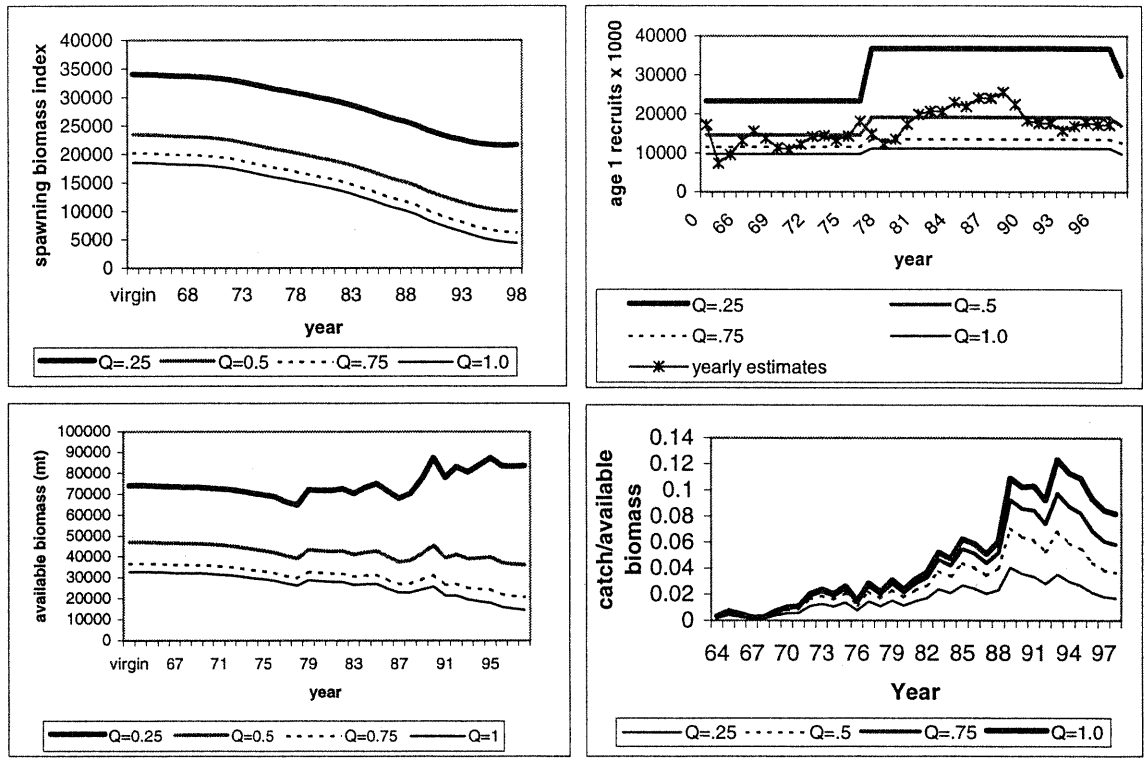 spawning biomass index
40000
35000
30000
25000
20000
15000
10000
5000
0
virgin 68 73 78 83 88 93 98
year
Q=.25 Q=0.5 Q=.75 Q=1.0
age 1 recruits x 1000
40000
30000
20000
10000
0
0 66 69 72 75 78 81 84 87 90 93 96
year
Q=.25 Q=.5
Q=.75 Q=1.0
yearly estimates
available biomass (mt)
100000
90000
80000
70000
60000
50000
40000
30000
20000
10000
0
virgin 67 71 75 79 83 87 91 95
year
Q=0.25 Q=0.5 Q=0.75 Q=1
catch/available
biomass
0.14
0.12
0.1
0.08
0.06
0.04
0.02
0
64 67 70 73 76 79 82 85 88 91 94 97
Year
Q=.25 Q=.5 Q=.75 Q=1.0